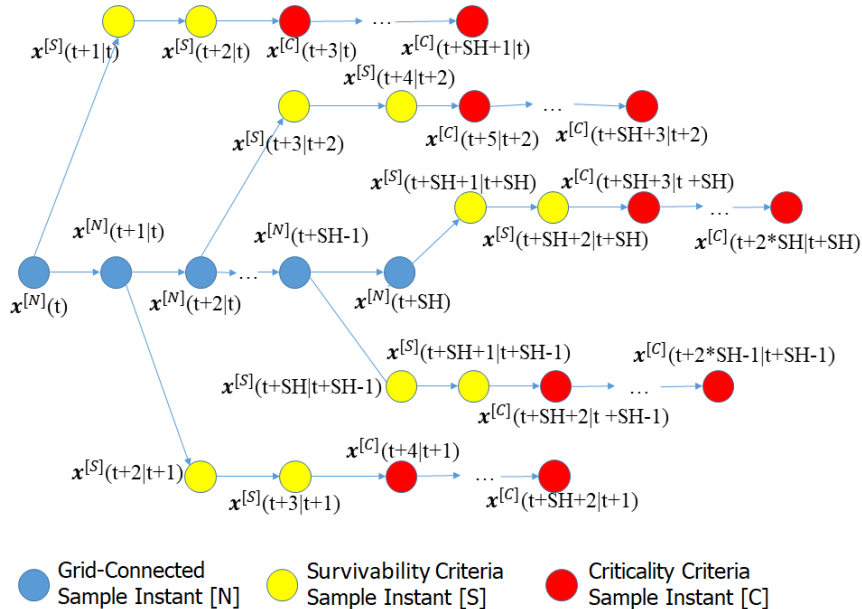 𝒙[S](t+1|t) 𝒙[S](t+2|t) 𝒙[C](t+3|t) ... 𝒙[C](t+SH+1|t)
𝒙[S](t+4|t+2)
𝒙[S](t+3|t+2) 𝒙[C](t+5|t+2) ... 𝒙[C](t+SH+3|t+2)
𝒙[S](t+SH+1|t+SH) 𝒙[C](t+SH+3|t +SH)
𝒙[S](t+SH+2|t+SH) ... 𝒙[C](t+2*SH|t+SH)
𝒙[N](t+1|t) 𝒙[N](t+SH-1)
𝒙[N](t) 𝒙[N](t+2|t) ... 𝒙[N](t+SH)
𝒙[S](t+SH+1|t+SH-1) 𝒙[C](t+2*SH-1|t+SH-1)
𝒙[S](t+SH|t+SH-1) ...
𝒙[C](t+SH+2|t +SH-1)
𝒙[C](t+4|t+1)
𝒙[S](t+2|t+1) ...
𝒙[S](t+3|t+1) 𝒙[C](t+SH+2|t+1)
Grid-Connected
Sample Instant [N]
Survivability Criteria
Sample Instant [S]
Criticality Criteria
Sample Instant [C]